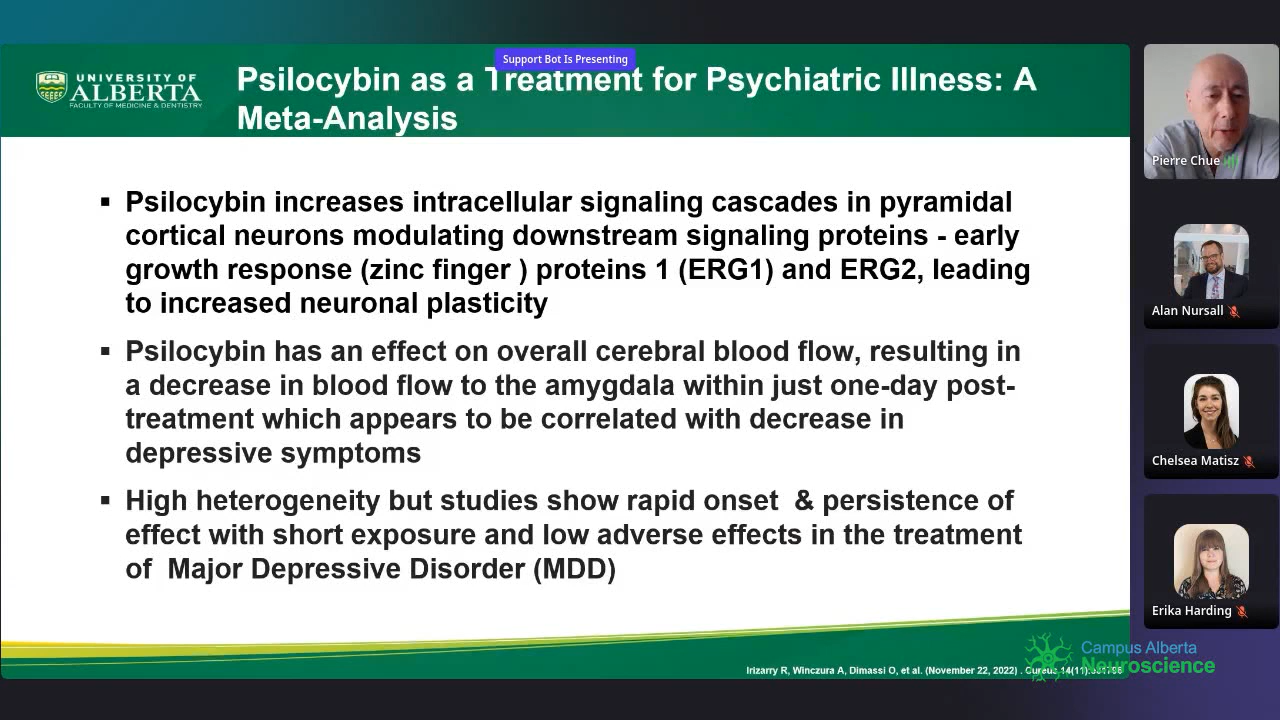 Support Bot Is Presenting
UNIVERSITY OF
ALBERTA
FACULTY OF MEDICINE & DENTISTRY
Psilocybin as a Treatment for Psychiatric Illness: A
Meta-Analysis
▪ Psilocybin increases intracellular signaling cascades in pyramidal
cortical neurons modulating downstream signaling proteins - early
growth response (zinc finger ) proteins 1 (ERG1) and ERG2, leading
to increased neuronal plasticity
▪ Psilocybin has an effect on overall cerebral blood flow, resulting in
a decrease in blood flow to the amygdala within just one-day post-
treatment which appears to be correlated with decrease in
depressive symptoms
▪ High heterogeneity but studies show rapid onset & persistence of
effect with short exposure and low adverse effects in the treatment
of Major Depressive Disorder (MDD)
Irizarry R, Winczura A, Dimassi O, et al. (November 22, 2022) . Cureus
Campus Alberta
Neuroscience
Pierre Chue
Alan Nursall
Chelsea Matisz
Erika Harding